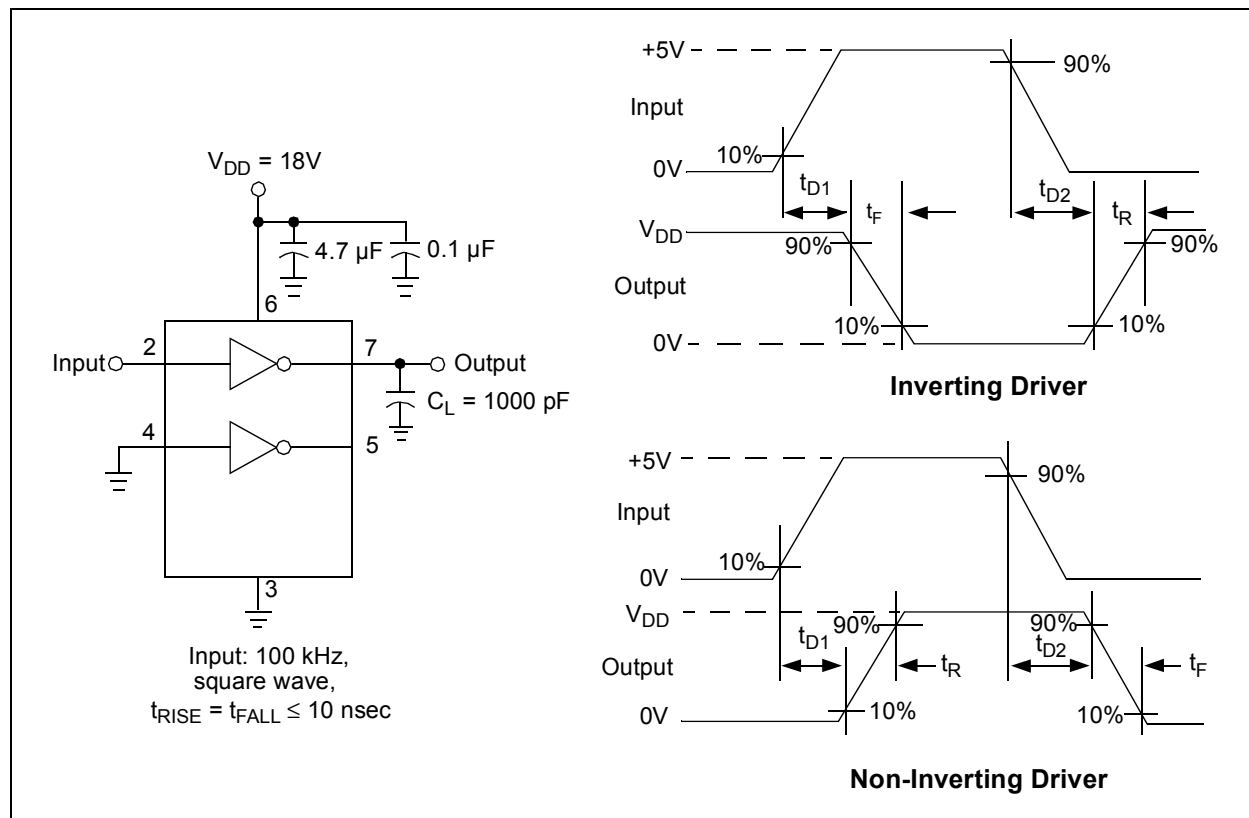 V_DD = 18V
4.7 µF 0.1 µF
6
Input 2 7 Output
C_L = 1000 pF
4 5
3
Input: 100 kHz,
square wave,
t_RISE = t_FALL ≤ 10 nsec
+5V
90%
Input
10%
0V
t_D1 t_F t_D2 t_R
V_DD
90% 90%
Output
10% 10%
0V
Inverting Driver
+5V
90%
Input
10%
0V
V_DD
90% 90%
t_D1 t_R t_D2 t_F
Output
10% 10%
0V
Non-Inverting Driver